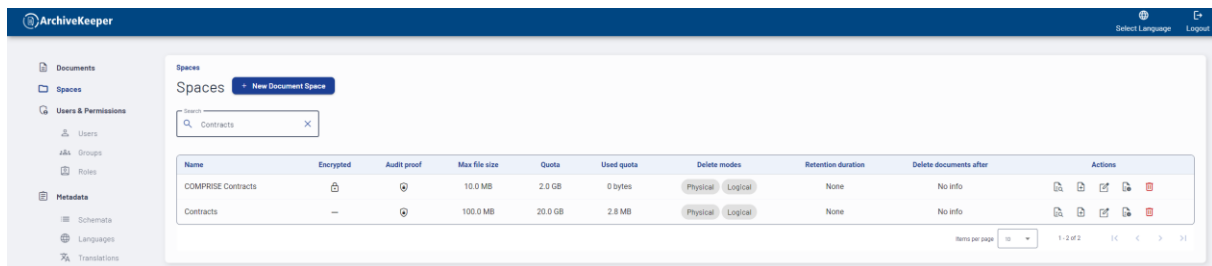 ArchiveKeeper
Select Language
Logout
Documents
Spaces
Users & Permissions
Users
Groups
Roles
Metadata
Schemata
Languages
Translations
Spaces
Spaces
+ New Document Space
Search
Contracts
Name Encrypted Audit proof Max file size Quota Used quota Delete modes Retention duration Delete documents after Actions
COMPRISE Contracts 10.0 MB 2.0 GB 0 bytes Physical Logical None No info
Contracts — 100.0 MB 20.0 GB 2.8 MB Physical Logical None No info
Items per page 10 1 - 2 of 2